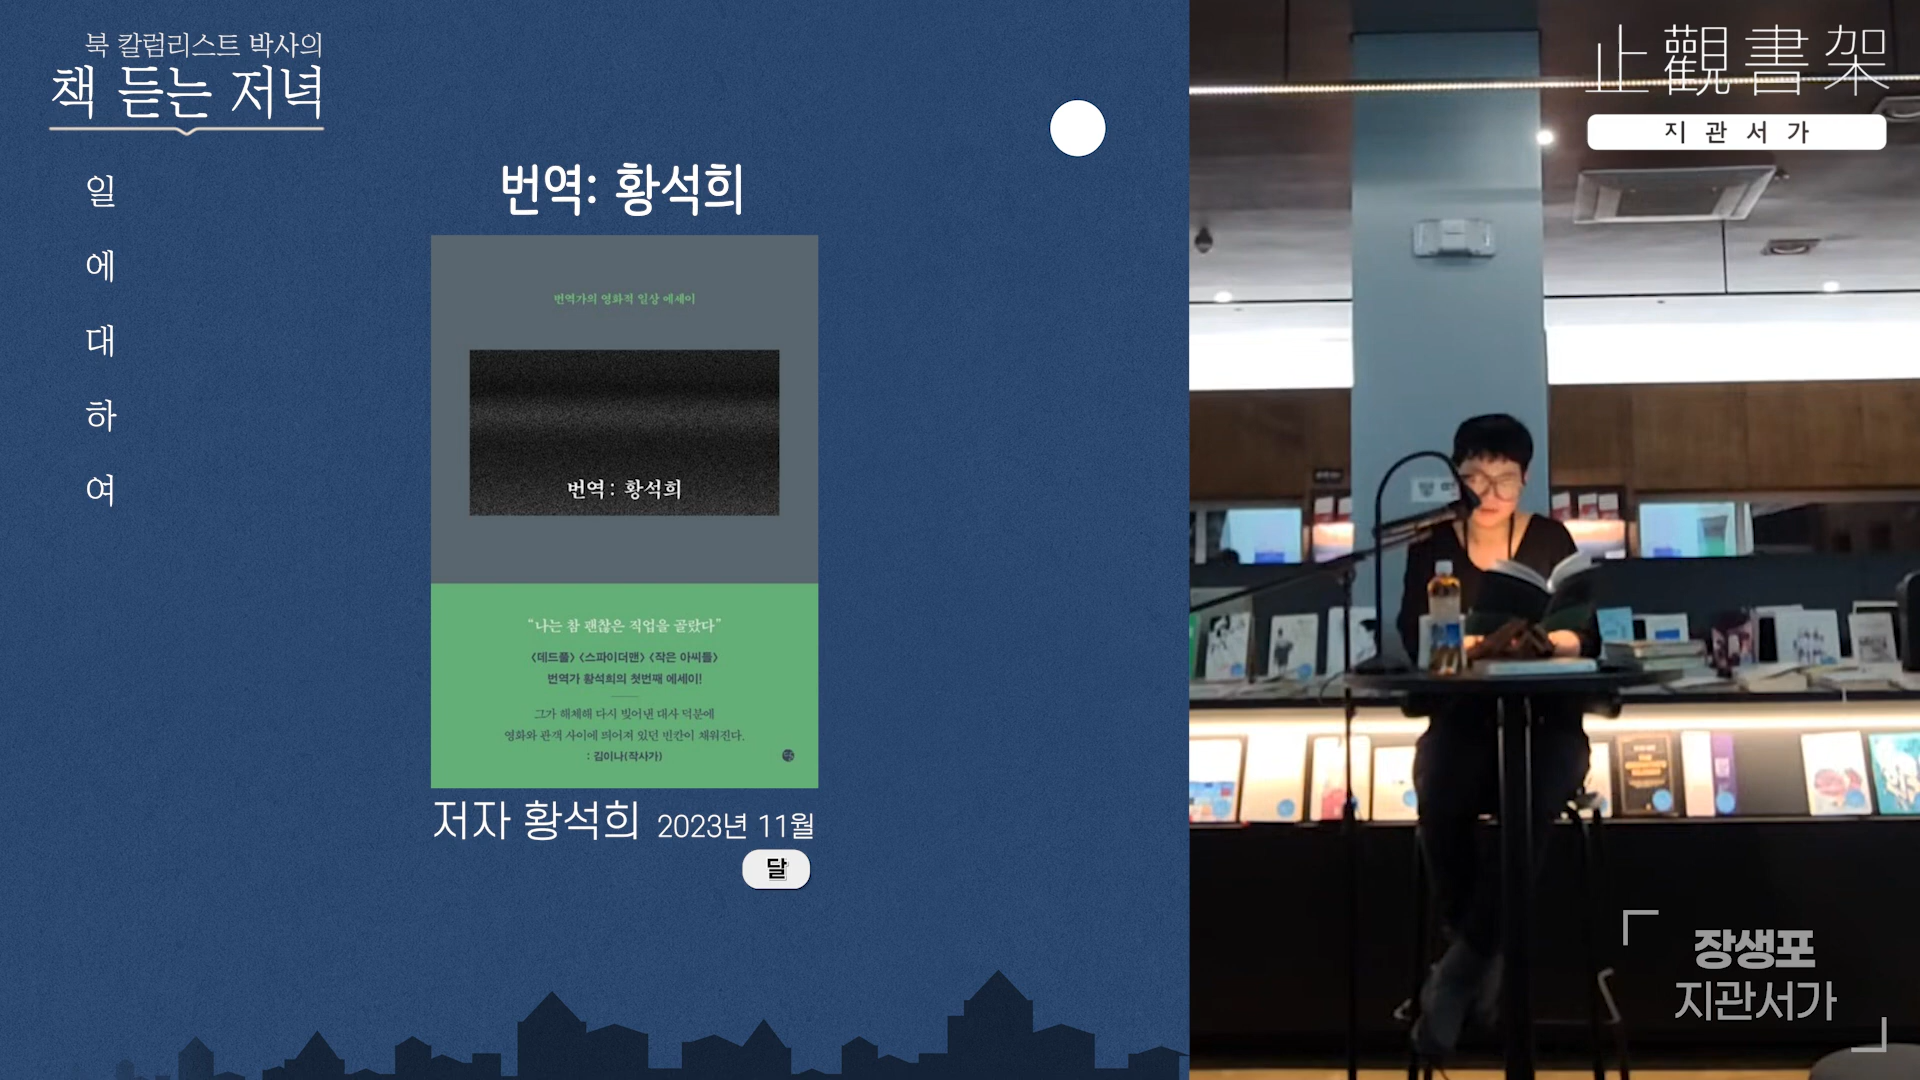 북 칼럼리스트 박사의
책 듣는 저녁
일
에
대
하
여
번역: 황석희
번역가의 영화적 일상 에세이
번역: 황석희
“나는 참 괜찮은 직업을 골랐다”
〈데드풀〉 〈스파이더맨〉 〈작은 아씨들〉
번역가 황석희의 첫번째 에세이!
그가 해체해 다시 빚어낸 대사 덕분에
영화와 관객 사이에 띄어져 있던 빈칸이 채워진다.
: 김이나(작사가)
저자 황석희 2023년 11월
달
止觀書架
지관서가
장생포
지관서가